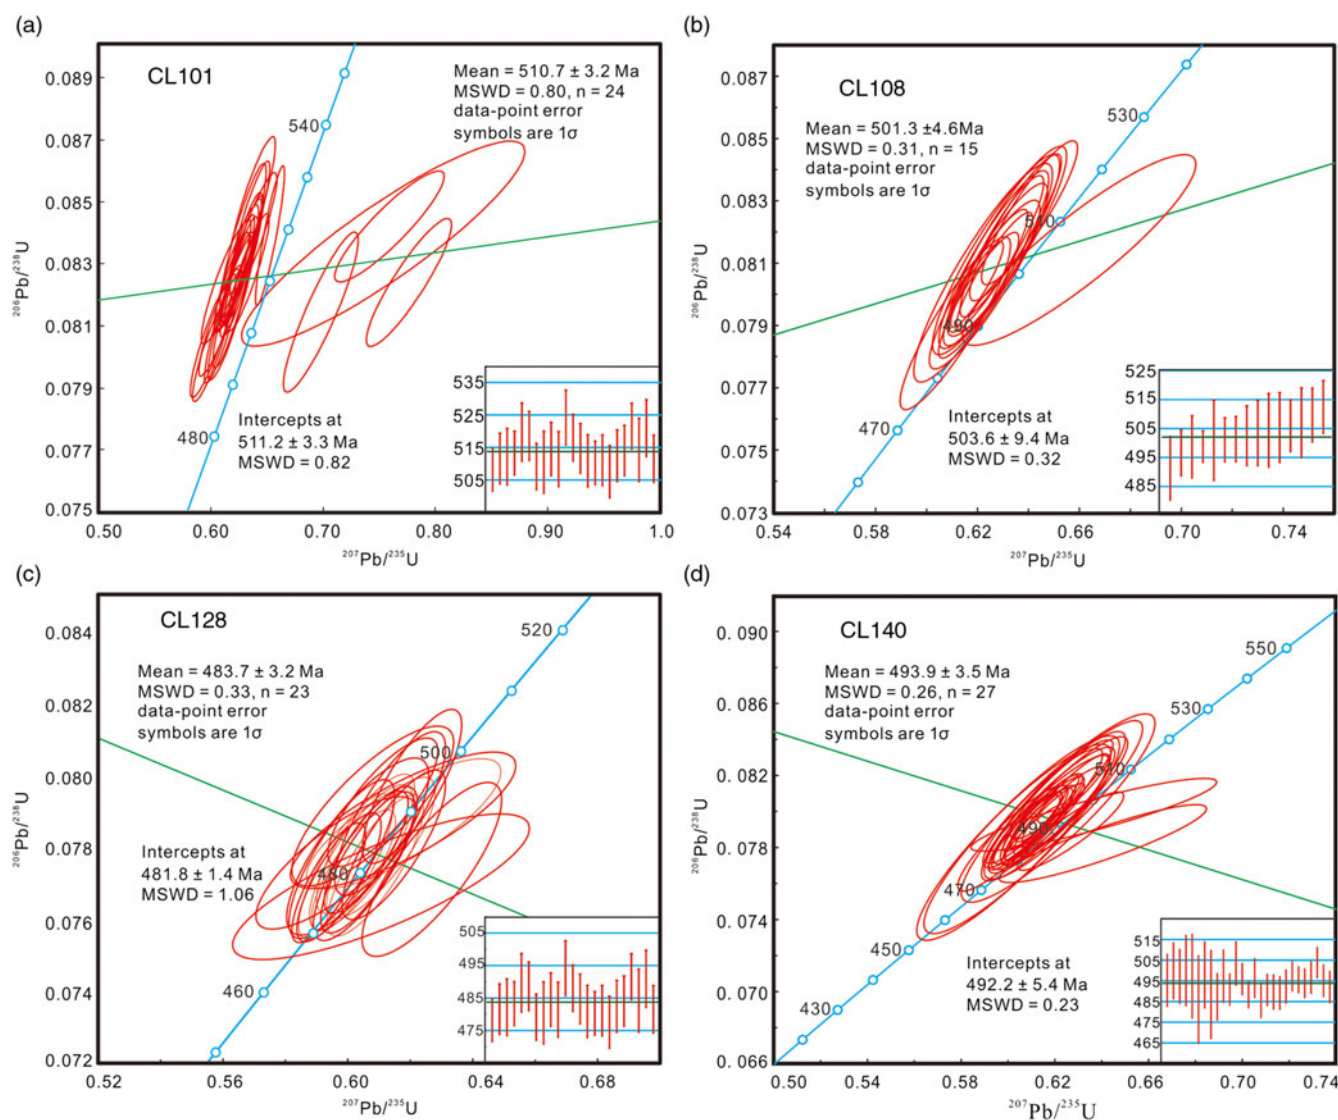 (a)
CL101
Mean = 510.7 ± 3.2 Ma
MSWD = 0.80, n = 24
data-point error
symbols are 1σ
0.089
0.087
0.085
0.083
0.081
0.079
0.077
0.075
²⁰⁶Pb/²³⁸U
540
480
Intercepts at
511.2 ± 3.3 Ma
MSWD = 0.82
535
525
515
505
0.50
0.60
0.70
0.80
0.90
1.0
²⁰⁷Pb/²³⁵U
(b)
CL108
Mean = 501.3 ±4.6Ma
MSWD = 0.31, n = 15
data-point error
symbols are 1σ
0.087
0.085
0.083
0.081
0.079
0.077
0.075
0.073
²⁰⁶Pb/²³⁸U
530
510
490
470
Intercepts at
503.6 ± 9.4 Ma
MSWD = 0.32
525
515
505
495
485
0.54
0.58
0.62
0.66
0.70
0.74
²⁰⁷Pb/²³⁵U
(c)
CL128
Mean = 483.7 ± 3.2 Ma
MSWD = 0.33, n = 23
data-point error
symbols are 1σ
0.084
0.082
0.080
0.078
0.076
0.074
0.072
²⁰⁶Pb/²³⁸U
520
500
480
460
Intercepts at
481.8 ± 1.4 Ma
MSWD = 1.06
505
495
485
475
0.52
0.56
0.60
0.64
0.68
²⁰⁷Pb/²³⁵U
(d)
CL140
Mean = 493.9 ± 3.5 Ma
MSWD = 0.26, n = 27
data-point error
symbols are 1σ
0.090
0.086
0.082
0.078
0.074
0.070
0.066
²⁰⁶Pb/²³⁸U
550
530
510
490
470
450
430
Intercepts at
492.2 ± 5.4 Ma
MSWD = 0.23
515
505
495
485
475
465
0.50
0.54
0.58
0.62
0.66
0.70
0.74
²⁰⁷Pb/²³⁵U